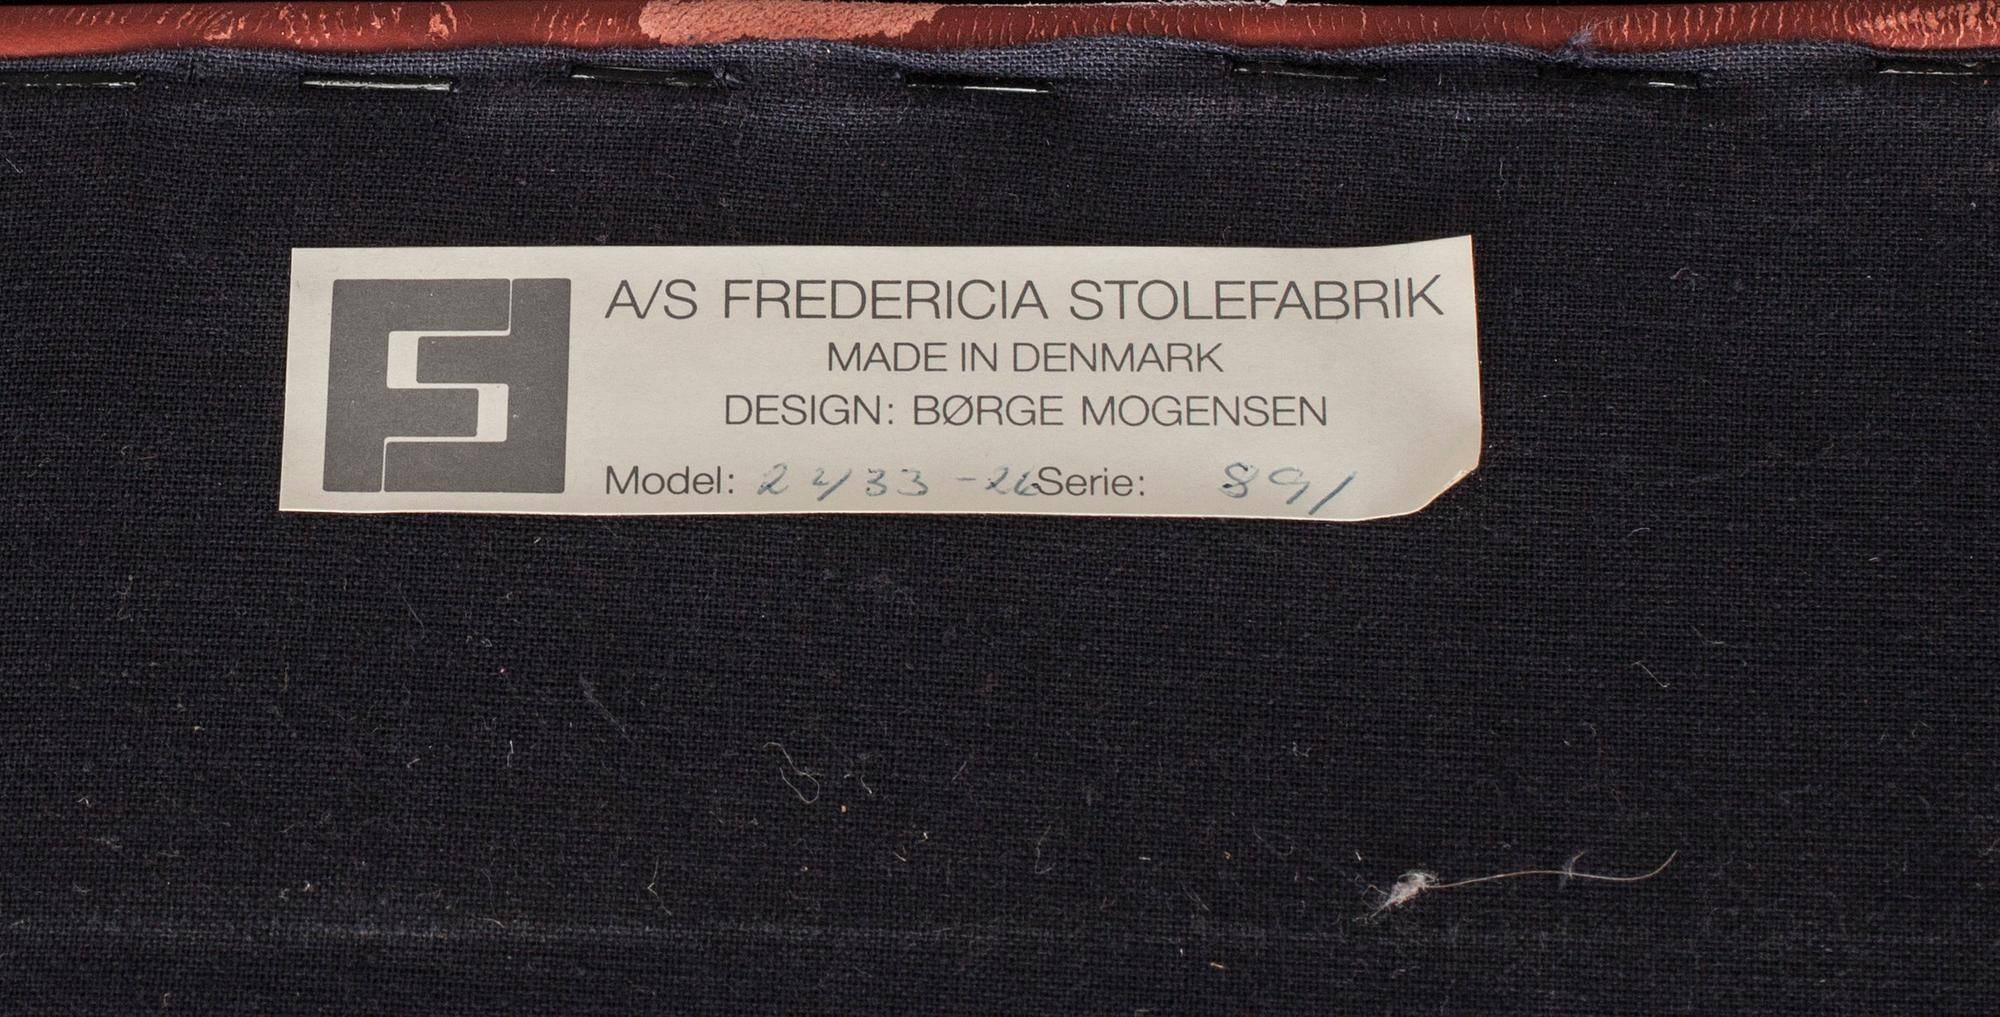 A/S FREDERICIA STOLEFABRIK
MADE IN DENMARK
DESIGN: BØRGE MOGENSEN
Model: 2433-26 Serie: 891